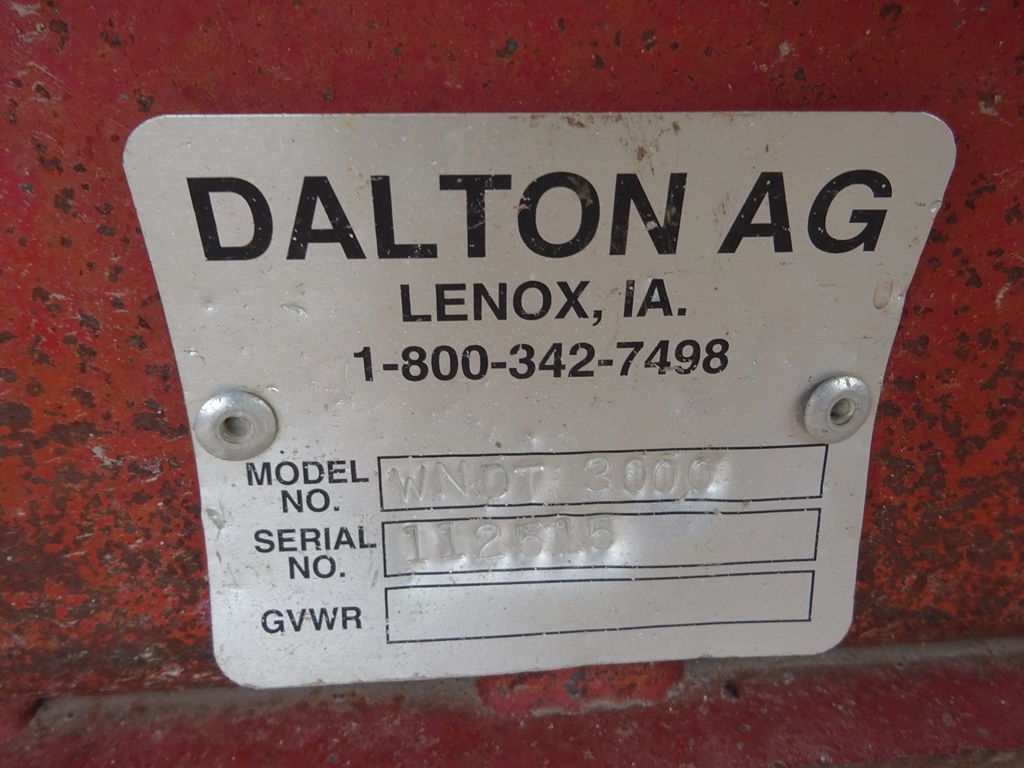 DALTON AG
LENOX, IA.
1-800-342-7498
MODEL NO. WNDT 3000
SERIAL NO. 112515
GVWR